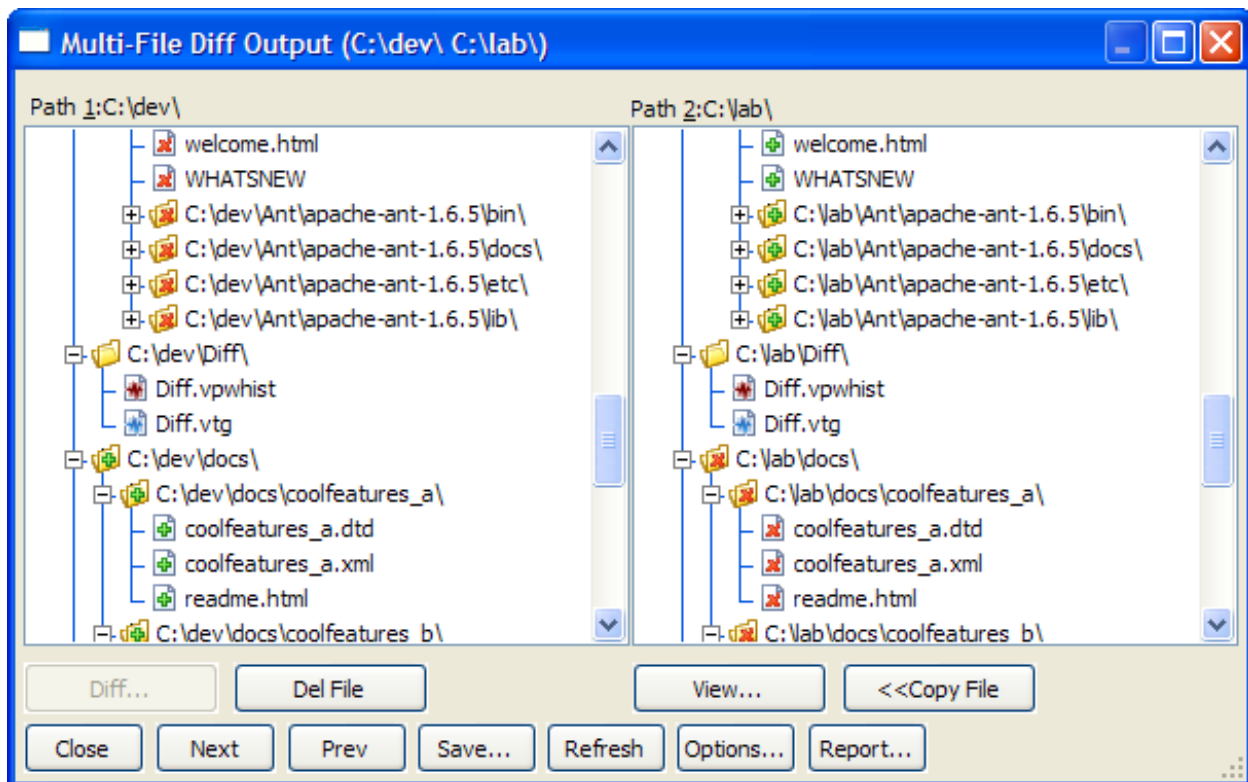 Multi-File Diff Output (C:\dev\ C:\lab\)
Path 1:C:\dev\
welcome.html
WHATSNEW
C:\dev\Ant\apache-ant-1.6.5\bin\
C:\dev\Ant\apache-ant-1.6.5\docs\
C:\dev\Ant\apache-ant-1.6.5\etc\
C:\dev\Ant\apache-ant-1.6.5\lib\
C:\dev\Diff\
Diff.vpwhist
Diff.vtg
C:\dev\docs\
C:\dev\docs\coolfeatures_a\
coolfeatures_a.dtd
coolfeatures_a.xml
readme.html
C:\dev\docs\coolfeatures_b\
Path 2:C:\lab\
welcome.html
WHATSNEW
C:\lab\Ant\apache-ant-1.6.5\bin\
C:\lab\Ant\apache-ant-1.6.5\docs\
C:\lab\Ant\apache-ant-1.6.5\etc\
C:\lab\Ant\apache-ant-1.6.5\lib\
C:\lab\Diff\
Diff.vpwhist
Diff.vtg
C:\lab\docs\
C:\lab\docs\coolfeatures_a\
coolfeatures_a.dtd
coolfeatures_a.xml
readme.html
C:\lab\docs\coolfeatures_b\
Diff... Del File View... <<Copy File
Close Next Prev Save... Refresh Options... Report...